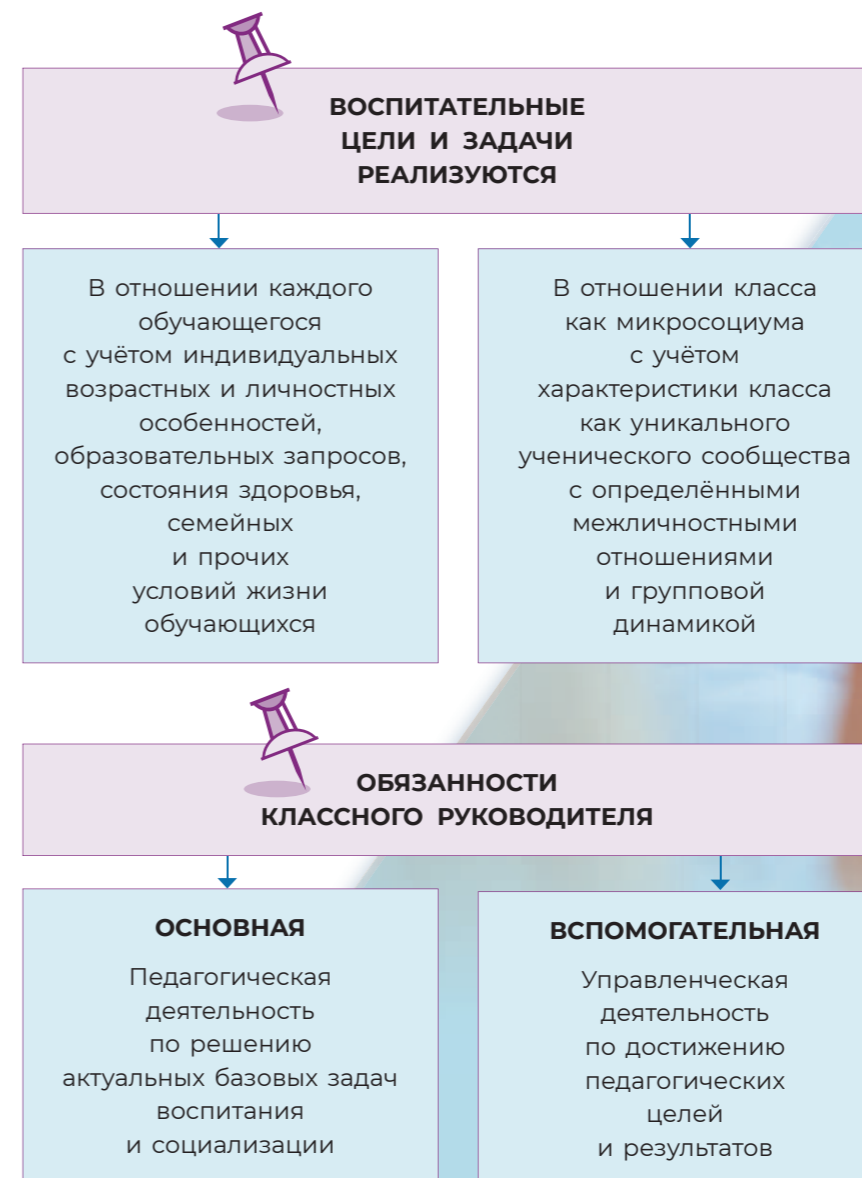 ВОСПИТАТЕЛЬНЫЕ
ЦЕЛИ И ЗАДАЧИ
РЕАЛИЗУЮТСЯ
В отношении каждого
обучающегося
с учётом индивидуальных
возрастных и личностных
особенностей,
образовательных запросов,
состояния здоровья,
семейных
и прочих
условий жизни
обучающихся
В отношении класса
как микросоциума
с учётом
характеристики класса
как уникального
ученического сообщества
с определёнными
межличностными
отношениями
и групповой
динамикой
ОБЯЗАННОСТИ
КЛАССНОГО РУКОВОДИТЕЛЯ
ОСНОВНАЯ
Педагогическая
деятельность
по решению
актуальных базовых задач
воспитания
и социализации
ВСПОМОГАТЕЛЬНАЯ
Управленческая
деятельность
по достижению
педагогических
целей
и результатов